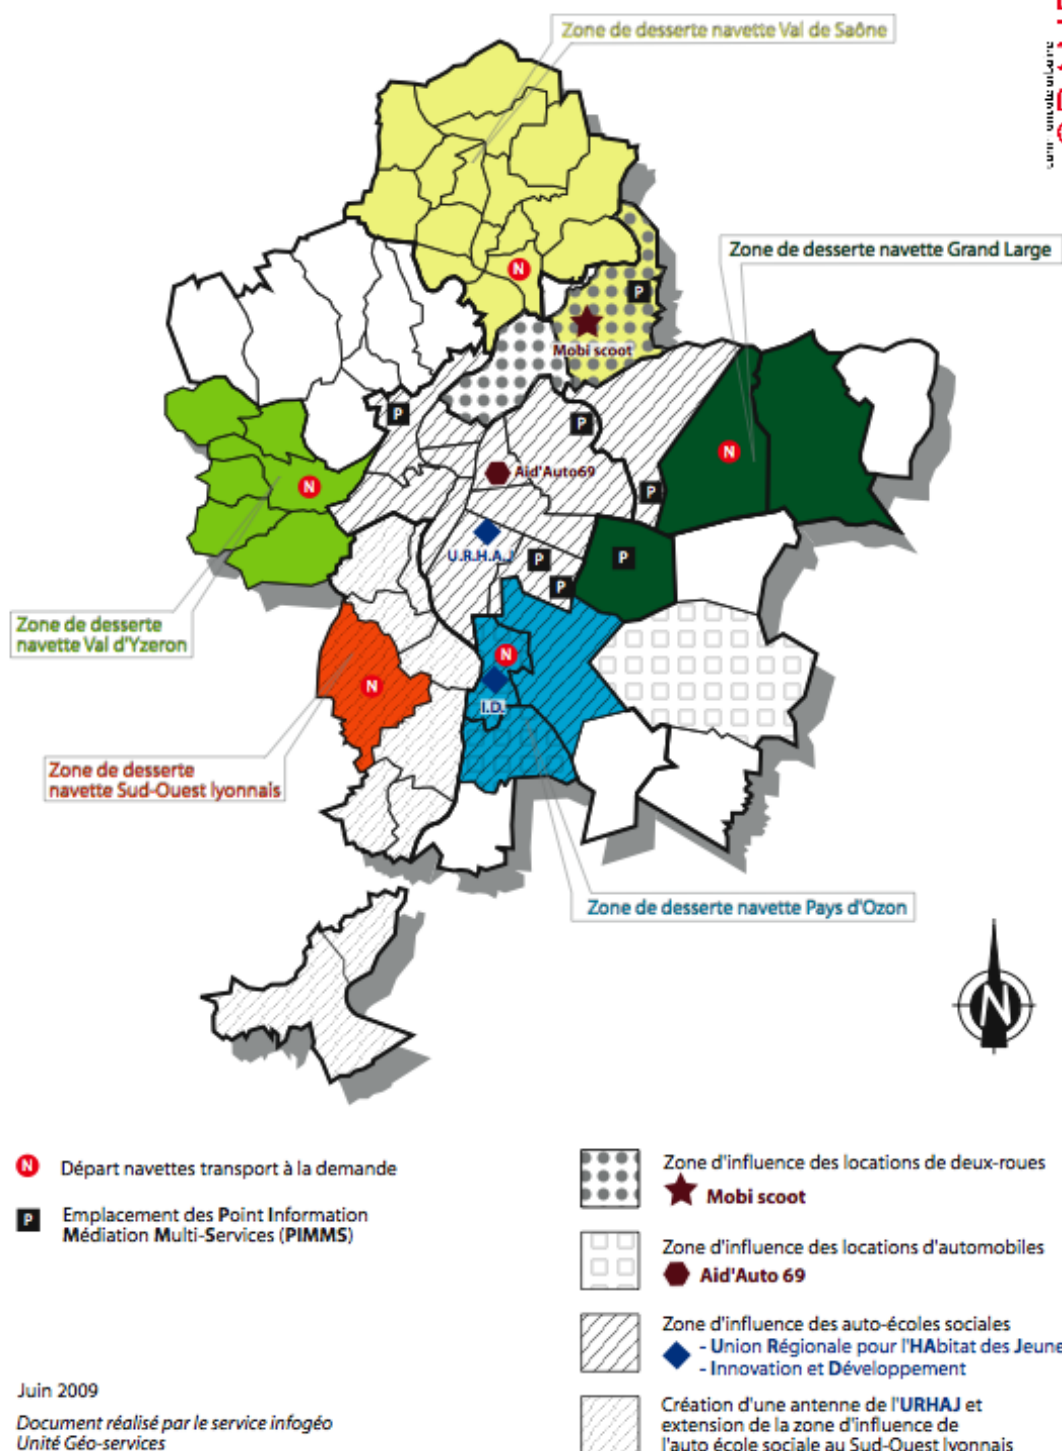 Zone de desserte navette Val de Saône
Zone de desserte navette Grand Large
N
P
Mobi scoot
P
P
N
Aid'Auto69
N
P
U.R.H.A.J
P
P
P
Zone de desserte
navette Val d'Yzeron
N
N
I.D.
Zone de desserte
navette Sud-Ouest lyonnais
Zone de desserte navette Pays d'Ozon
N
N Départ navettes transport à la demande
P Emplacement des Point Information
Médiation Multi-Services (PIMMS)
Zone d'influence des locations de deux-roues
Mobi scoot
Zone d'influence des locations d'automobiles
Aid'Auto 69
Zone d'influence des auto-écoles sociales
- Union Régionale pour l'HAbitat des Jeune
- Innovation et Développement
Création d'une antenne de l'URHAJ et
extension de la zone d'influence de
l'auto école sociale au Sud-Ouest lyonnais
Juin 2009
Document réalisé par le service infogéo
Unité Géo-services